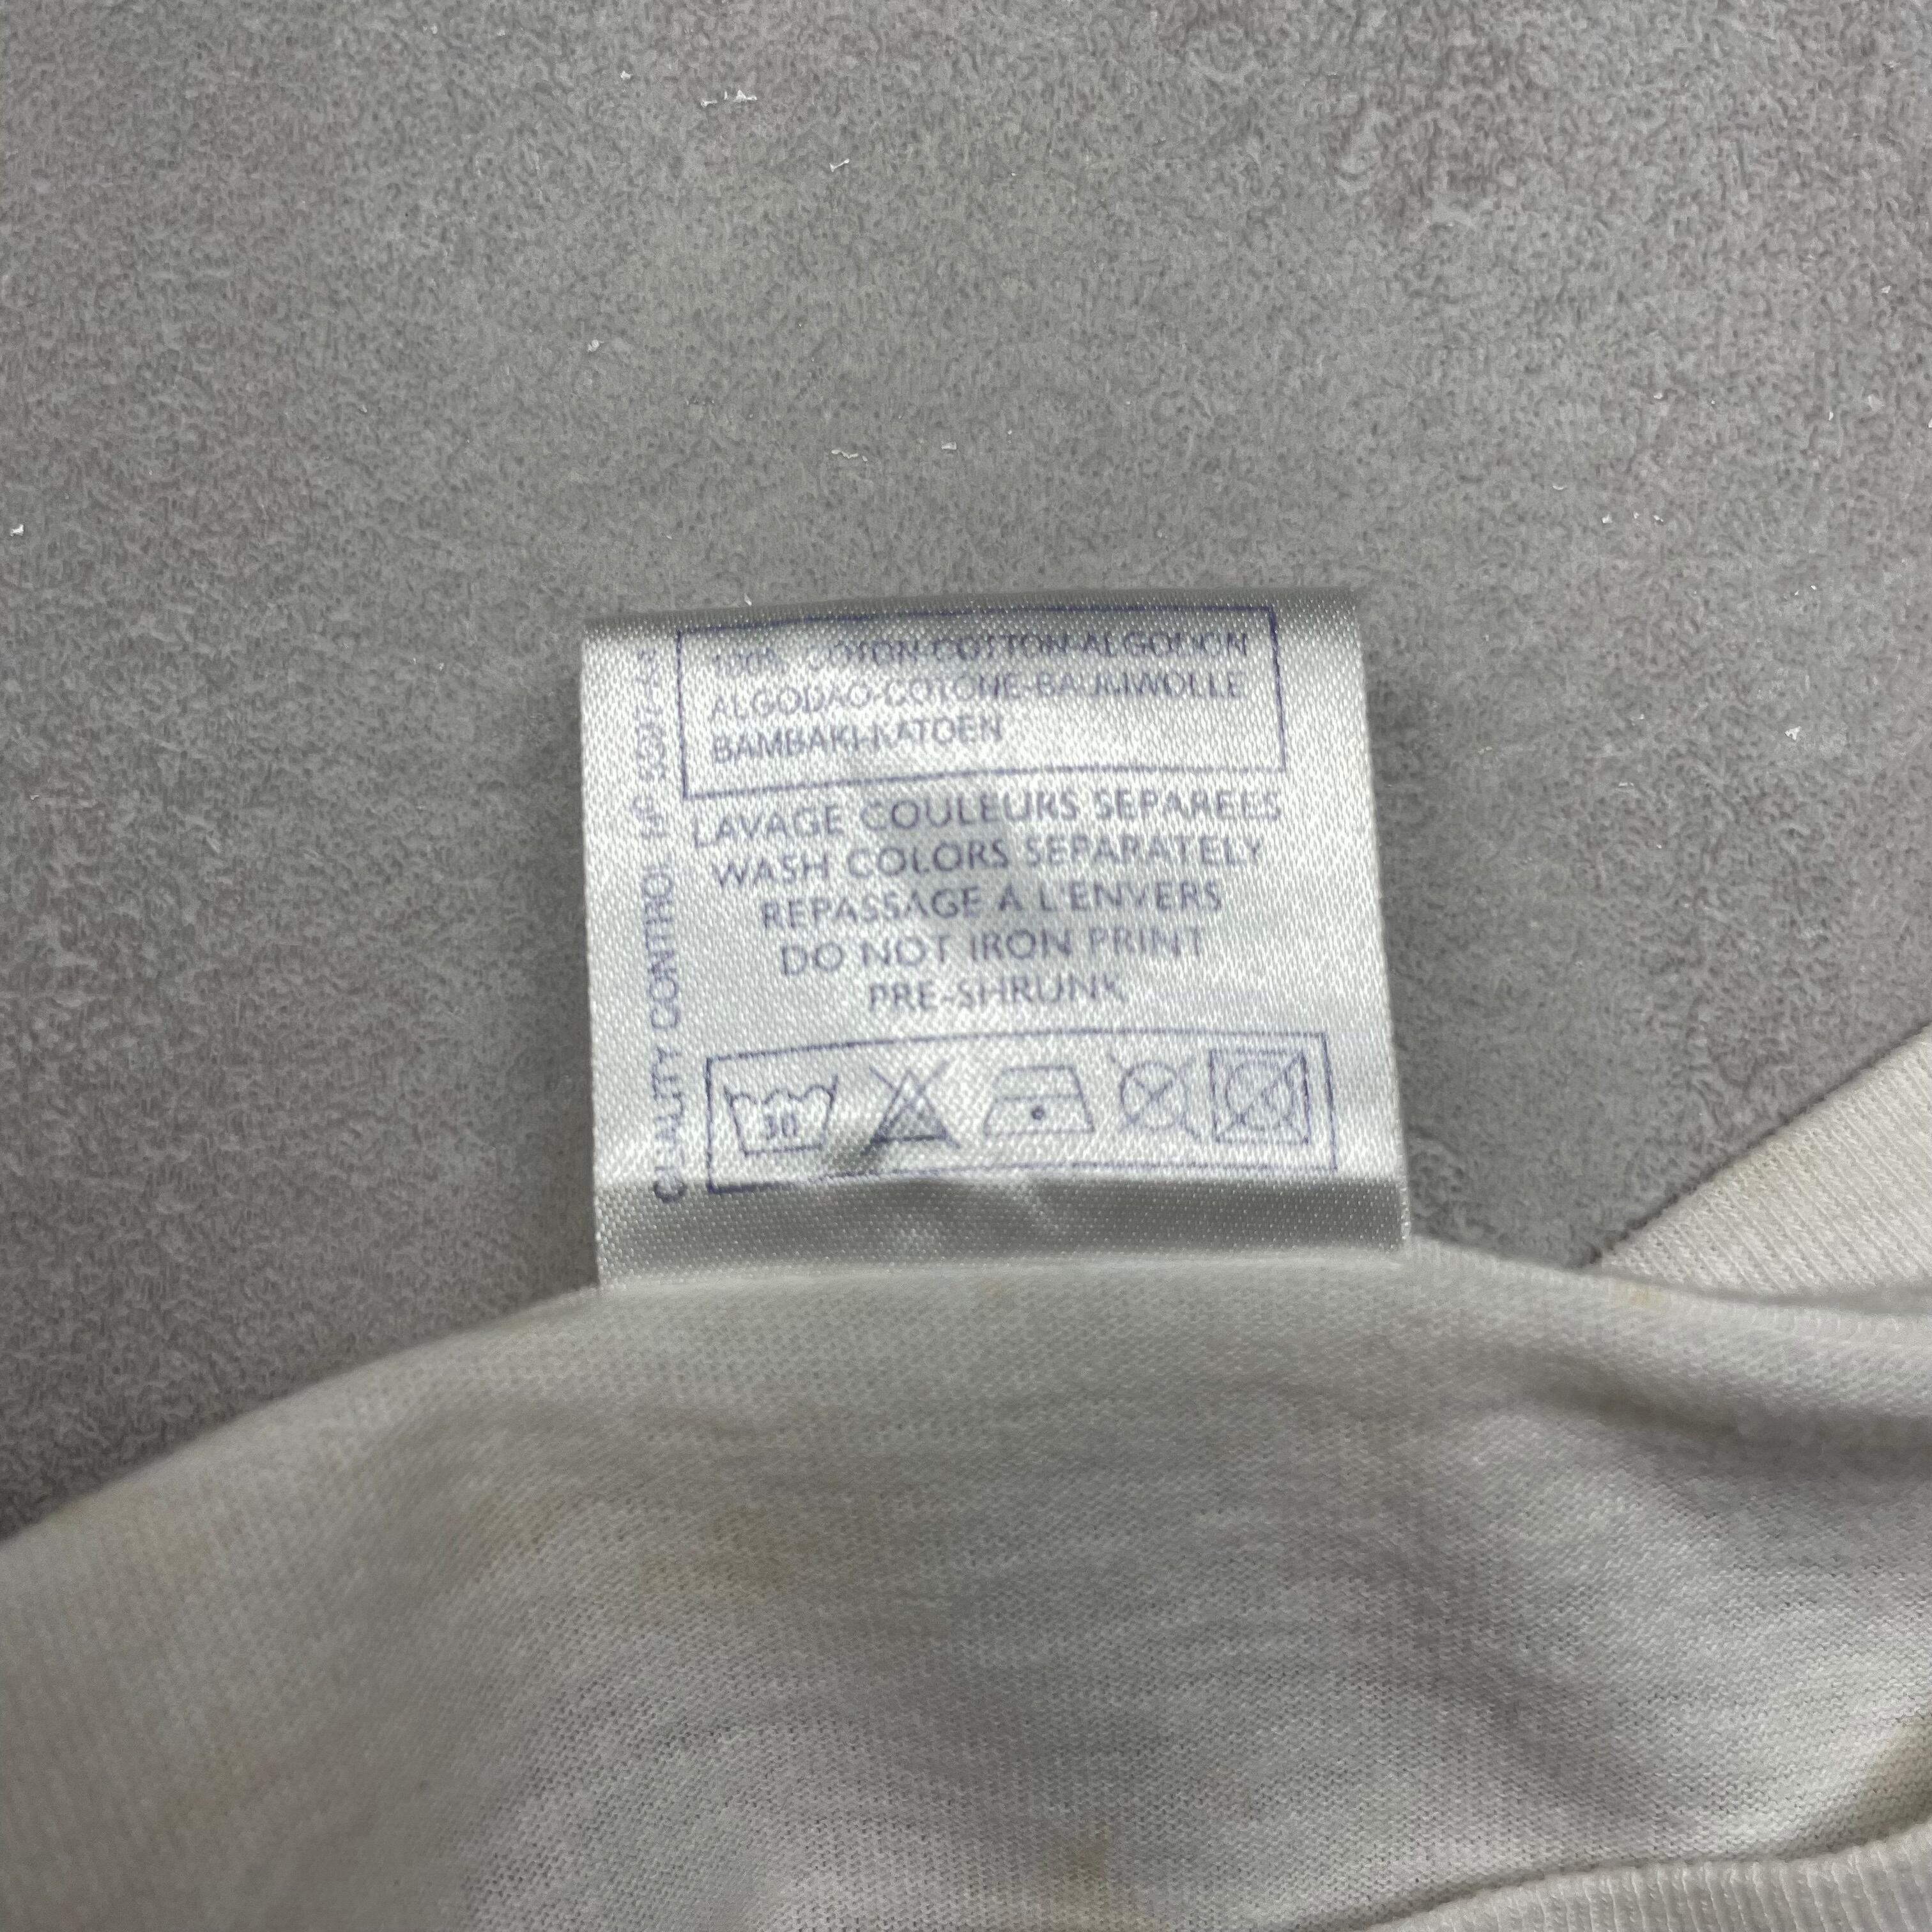 100% COTON-COTTON-ALGODON
ALGODAO-COTONE-BAUMWOLLE
BAMBAKI-KATOEN
LAVAGE COULEURS SEPAREES
WASH COLORS SEPARATELY
REPASSAGE A L'ENVERS
DO NOT IRON PRINT
PRE-SHRUNK
30
QUALITY CONTROL